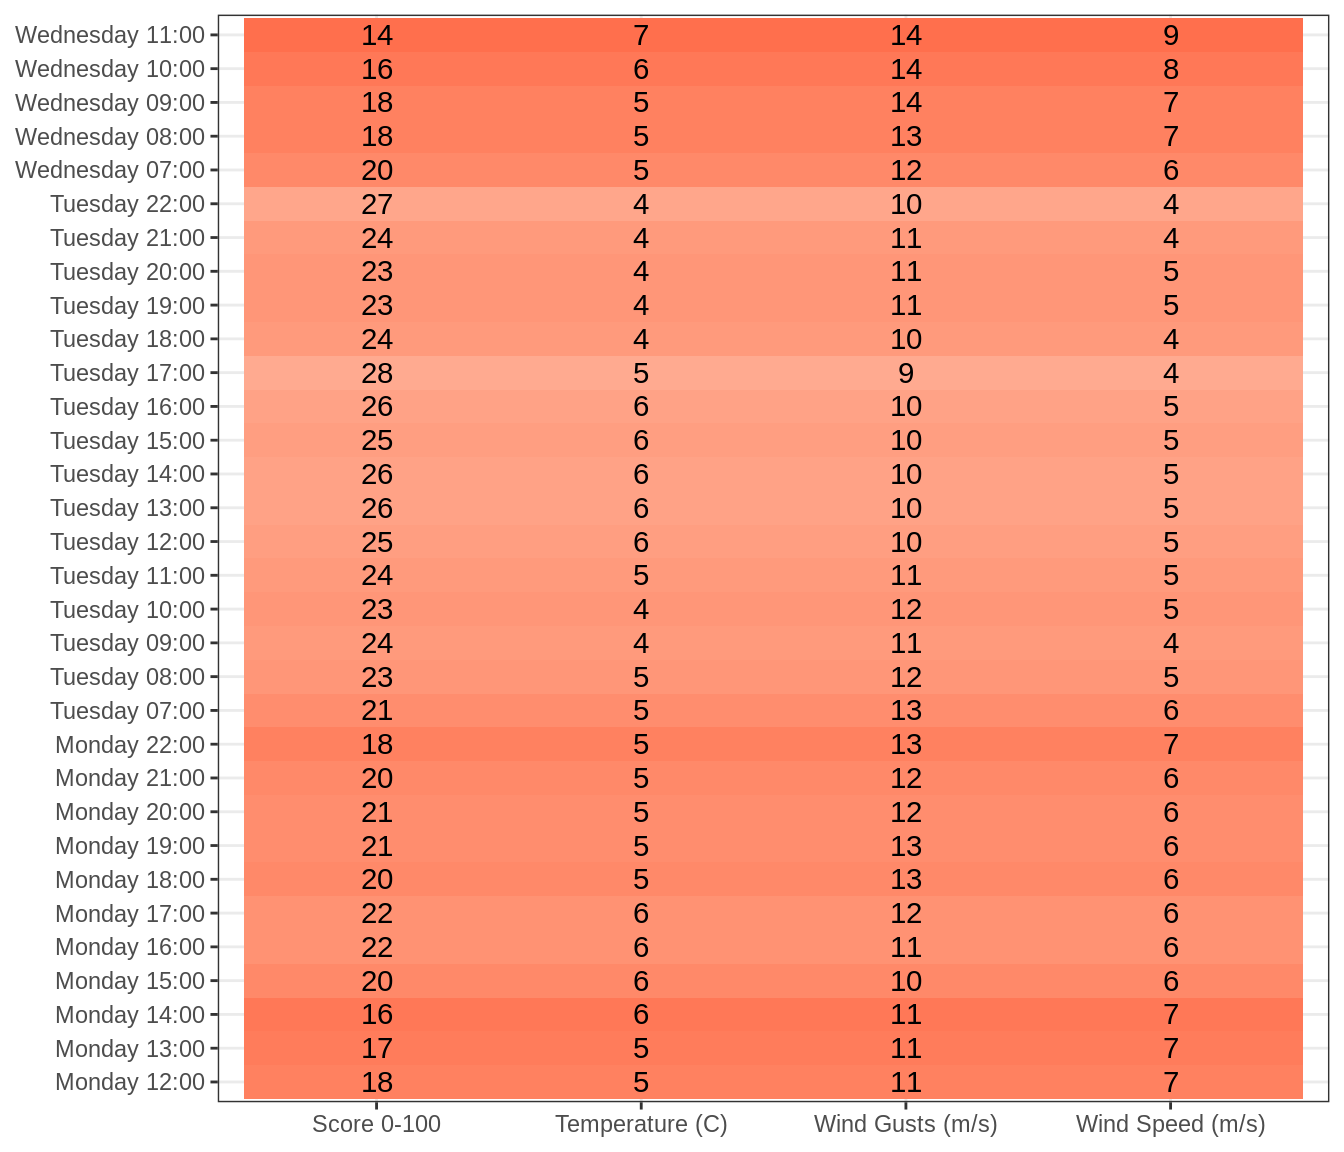 Wednesday 11:00 14 7 14 9
Wednesday 10:00 16 6 14 8
Wednesday 09:00 18 5 14 7
Wednesday 08:00 18 5 13 7
Wednesday 07:00 20 5 12 6
Tuesday 22:00 27 4 10 4
Tuesday 21:00 24 4 11 4
Tuesday 20:00 23 4 11 5
Tuesday 19:00 23 4 11 5
Tuesday 18:00 24 4 10 4
Tuesday 17:00 28 5 9 4
Tuesday 16:00 26 6 10 5
Tuesday 15:00 25 6 10 5
Tuesday 14:00 26 6 10 5
Tuesday 13:00 26 6 10 5
Tuesday 12:00 25 6 10 5
Tuesday 11:00 24 5 11 5
Tuesday 10:00 23 4 12 5
Tuesday 09:00 24 4 11 4
Tuesday 08:00 23 5 12 5
Tuesday 07:00 21 5 13 6
Monday 22:00 18 5 13 7
Monday 21:00 20 5 12 6
Monday 20:00 21 5 12 6
Monday 19:00 21 5 13 6
Monday 18:00 20 5 13 6
Monday 17:00 22 6 12 6
Monday 16:00 22 6 11 6
Monday 15:00 20 6 10 6
Monday 14:00 16 6 11 7
Monday 13:00 17 5 11 7
Monday 12:00 18 5 11 7
Score 0-100 Temperature (C) Wind Gusts (m/s) Wind Speed (m/s)